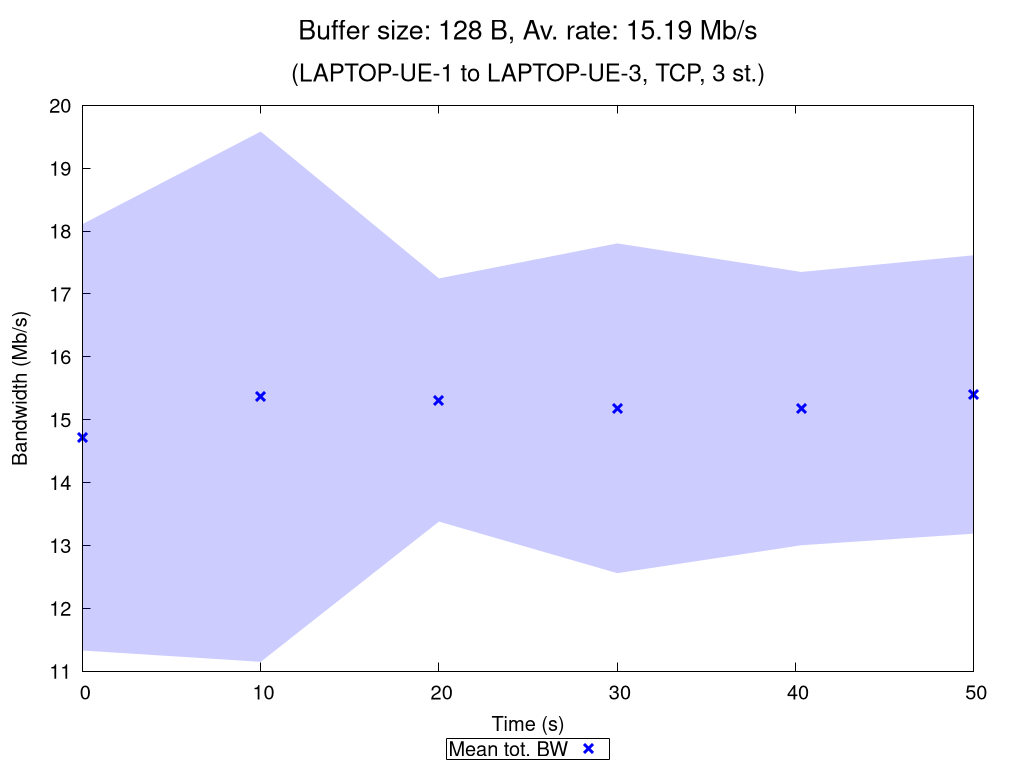 Buffer size: 128 B, Av. rate: 15.19 Mb/s
(LAPTOP-UE-1 to LAPTOP-UE-3, TCP, 3 st.)
20
19
18
17
16
15
14
13
12
11
Bandwidth (Mb/s)
0 10 20 30 40 50
Time (s)
Mean tot. BW